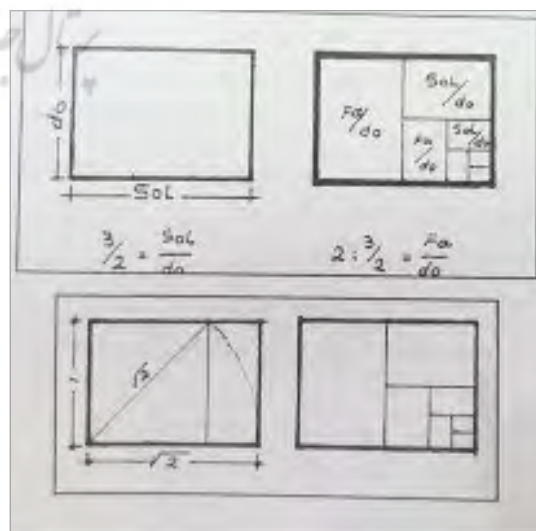 do
Sol
3/2 = Sol/do
Fa/do
Sol/do
Fa/do
Sol/do
2 : 3/2 = Fa/do
1
√2
√2